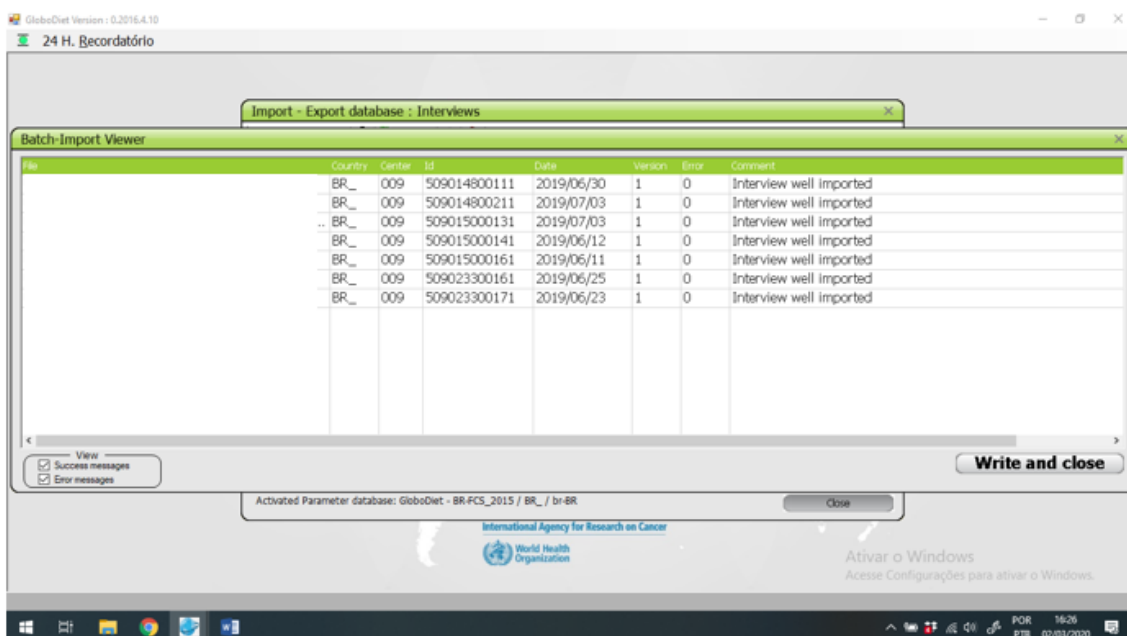 GloboDiet Version : 0.2016.4.10
24 H. Recordatório
Import - Export database : Interviews
Batch-Import Viewer
File Country Center Id Date Version Error Comment
BR_ 009 509014800111 2019/06/30 1 0 Interview well imported
BR_ 009 509014800211 2019/07/03 1 0 Interview well imported
.. BR_ 009 509015000131 2019/07/03 1 0 Interview well imported
BR_ 009 509015000141 2019/06/12 1 0 Interview well imported
BR_ 009 509015000161 2019/06/11 1 0 Interview well imported
BR_ 009 509023300161 2019/06/25 1 0 Interview well imported
BR_ 009 509023300171 2019/06/23 1 0 Interview well imported
View
Success messages
Error messages
Write and close
Activated Parameter database: GloboDiet - BR-FCS_2015 / BR_ / br-BR
Close
International Agency for Research on Cancer
World Health
Organization
Ativar o Windows
Acesse Configurações para ativar o Windows.
POR 16:26
PTB 02/03/2020